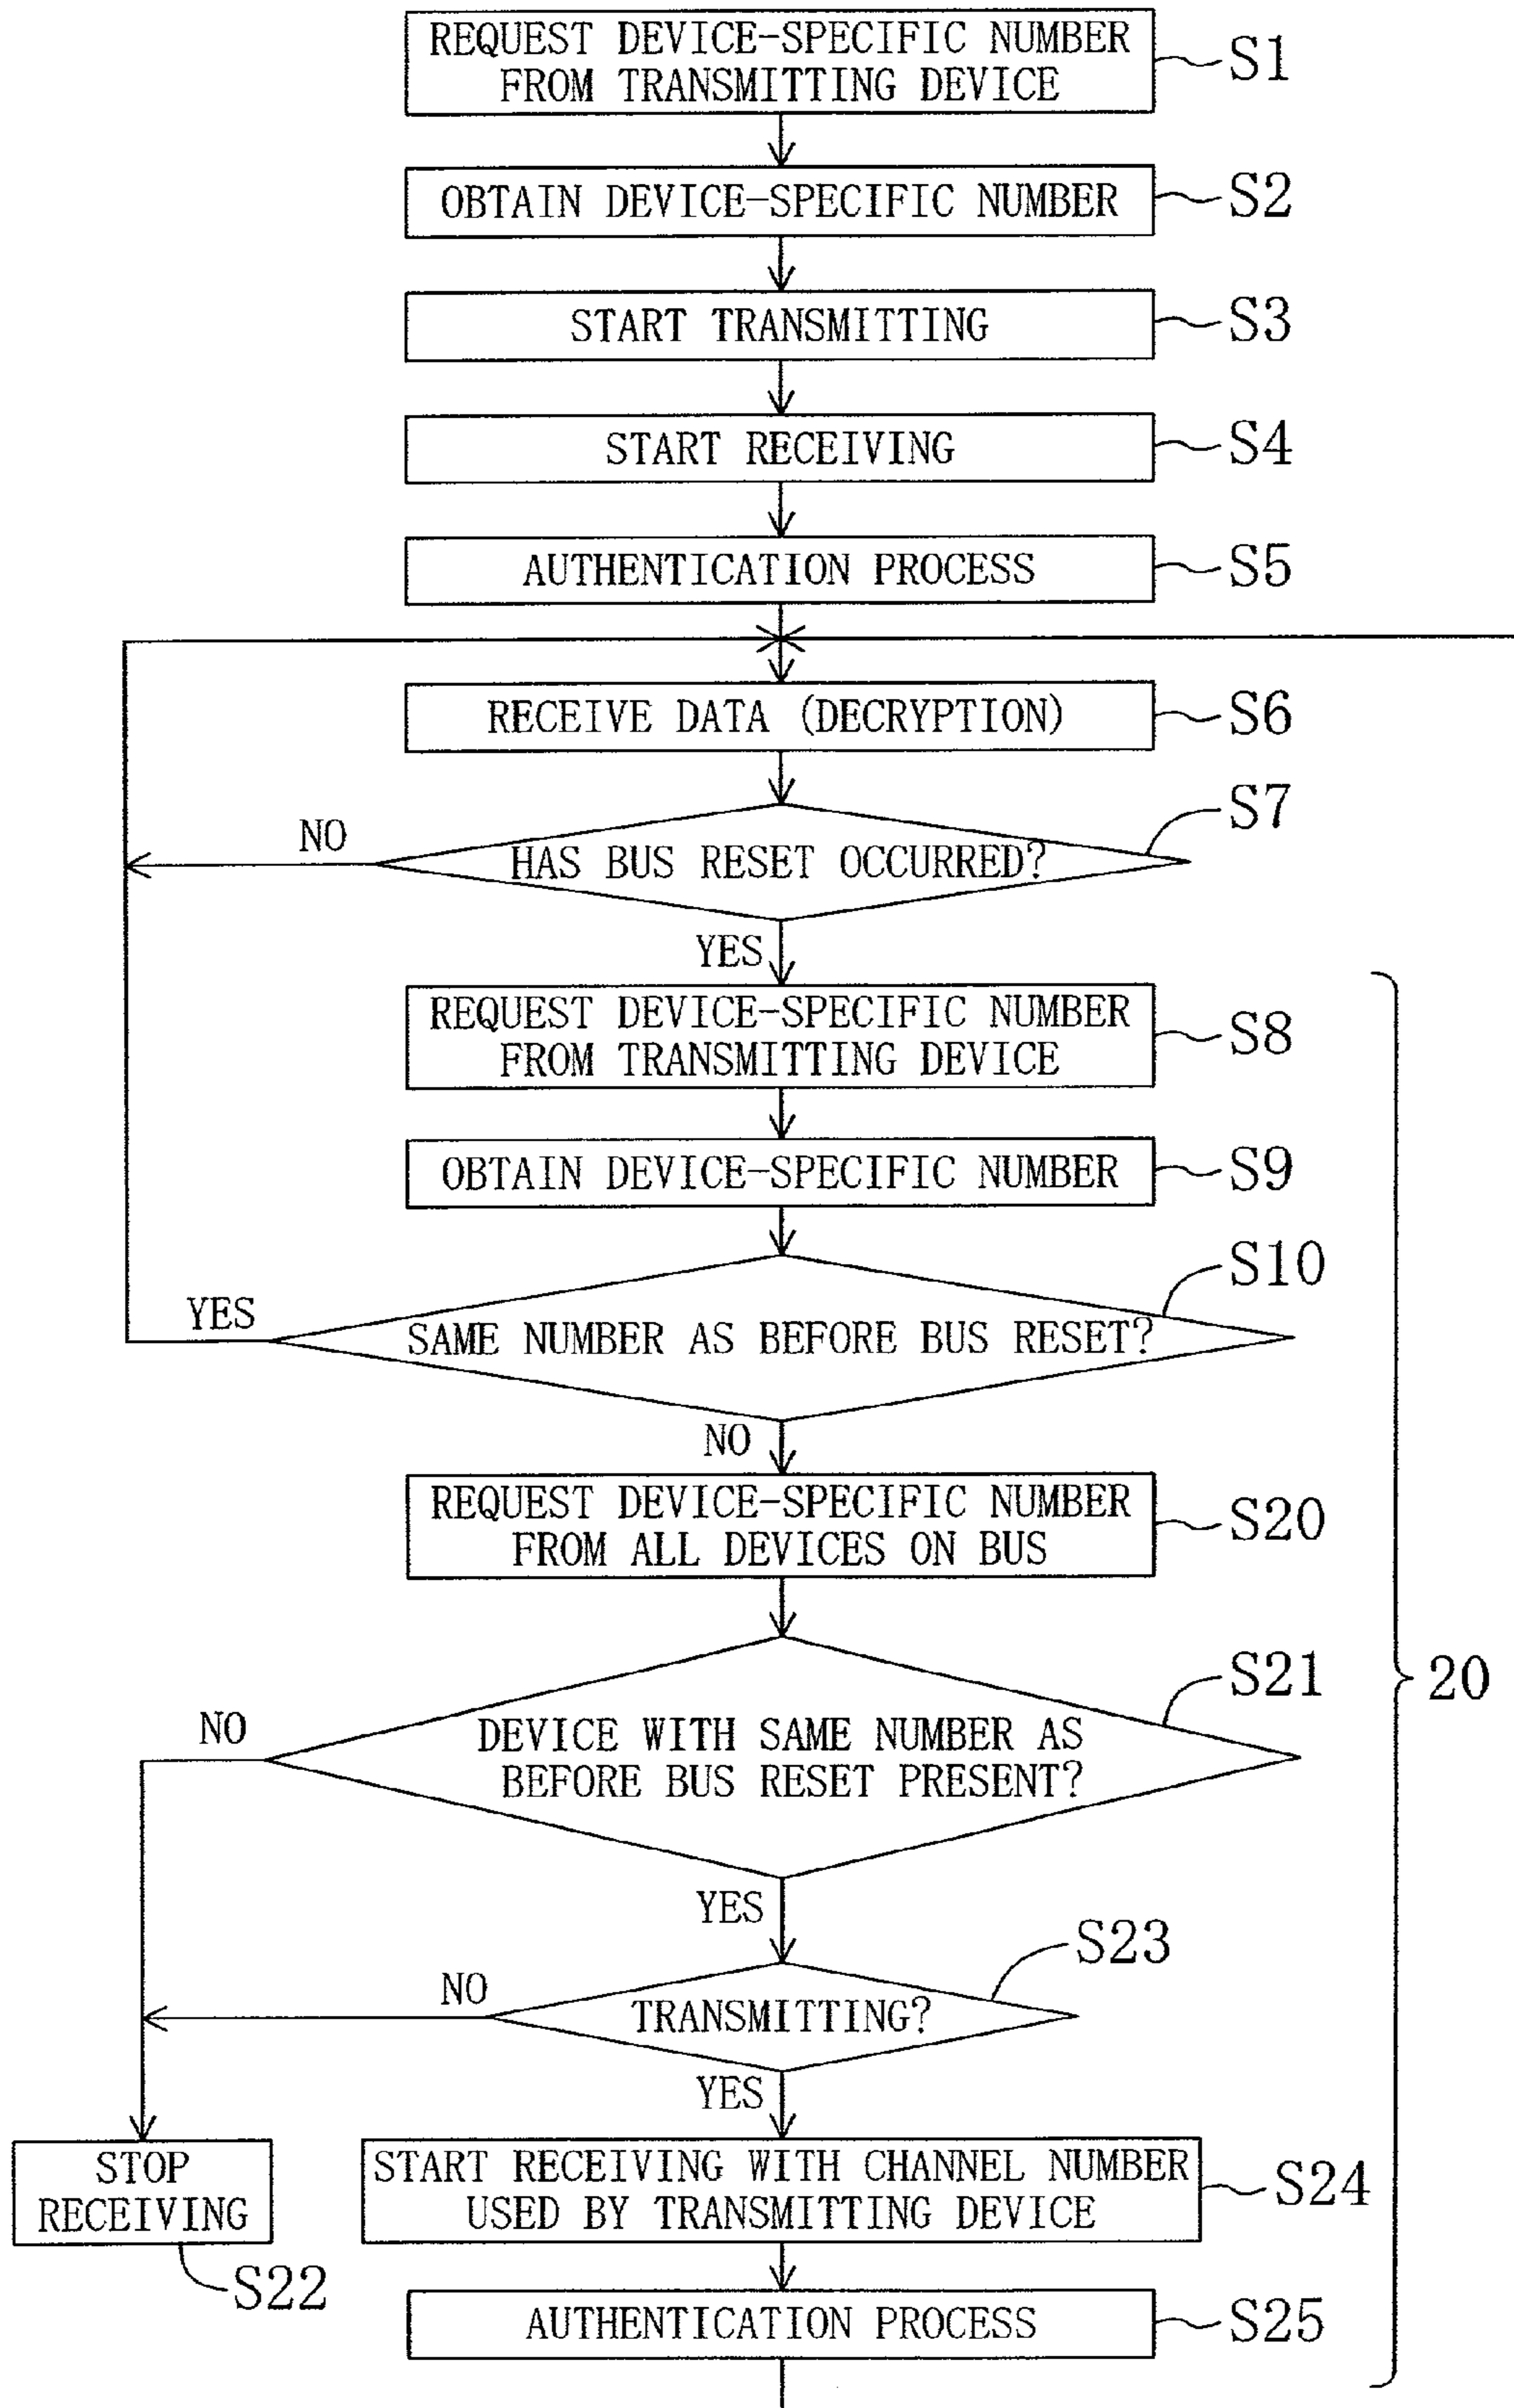 REQUEST DEVICE-SPECIFIC NUMBER
FROM TRANSMITTING DEVICE
S1
OBTAIN DEVICE-SPECIFIC NUMBER
S2
START TRANSMITTING
S3
START RECEIVING
S4
AUTHENTICATION PROCESS
S5
RECEIVE DATA (DECRYPTION)
S6
S7
NO
HAS BUS RESET OCCURRED?
YES
REQUEST DEVICE-SPECIFIC NUMBER
FROM TRANSMITTING DEVICE
S8
OBTAIN DEVICE-SPECIFIC NUMBER
S9
S10
YES
SAME NUMBER AS BEFORE BUS RESET?
NO
REQUEST DEVICE-SPECIFIC NUMBER
FROM ALL DEVICES ON BUS
S20
S21
20
NO
DEVICE WITH SAME NUMBER AS
BEFORE BUS RESET PRESENT?
YES
S23
NO
TRANSMITTING?
YES
STOP
RECEIVING
S22
START RECEIVING WITH CHANNEL NUMBER
USED BY TRANSMITTING DEVICE
S24
AUTHENTICATION PROCESS
S25